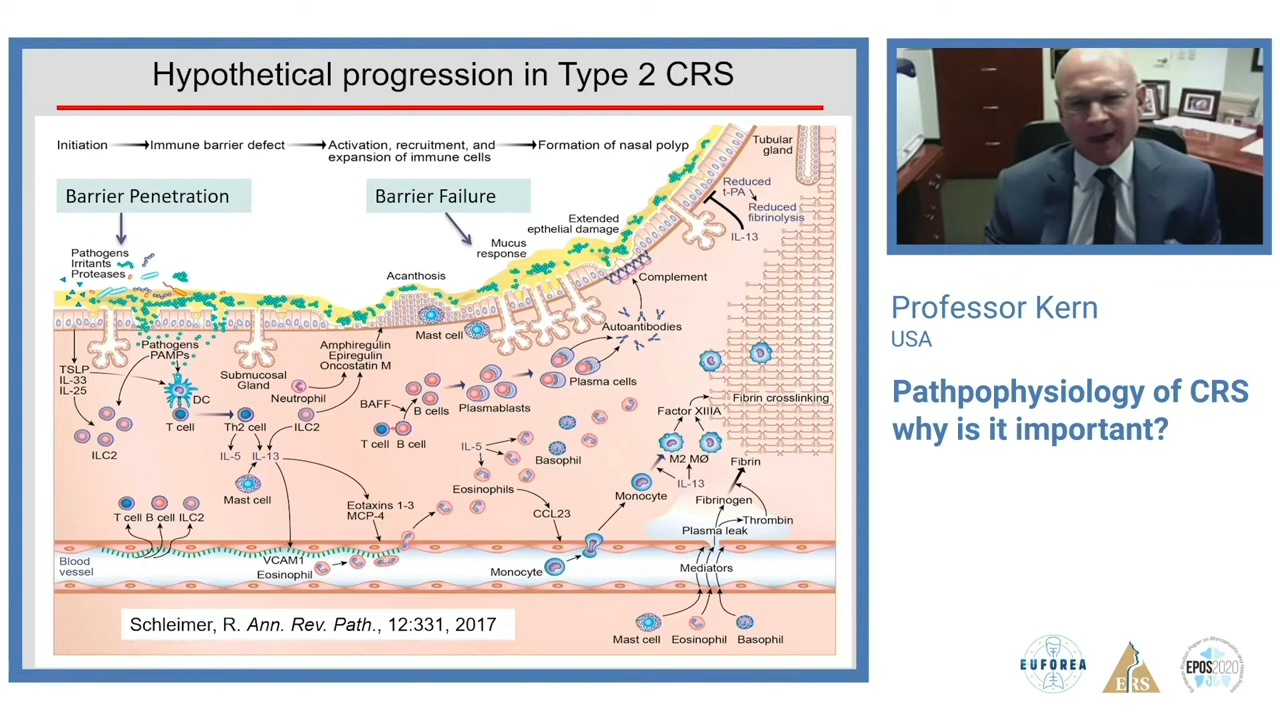 Hypothetical progression in Type 2 CRS
Initiation
Immune barrier defect
Activation, recruitment, and
expansion of immune cells
Formation of nasal polyp
Tubular
gland
Barrier Penetration
Barrier Failure
Reduced
t-PA
Reduced
fibrinolysis
IL-13
Extended
epthelial damage
Mucus
response
Pathogens
Irritants
Proteases
Acanthosis
Complement
Mast cell
Autoantibodies
Pathogens
PAMPs
Amphiregulin
Epiregulin
Oncostatin M
TSLP
IL-33
IL-25
DC
Submucosal
Gland
Neutrophil
Plasma cells
BAFF
B cells
Plasmablasts
Factor XIIIA
Fibrin crosslinking
T cell
Th2 cell
ILC2
T cell
B cell
ILC2
IL-5
IL-13
IL-5
Basophil
M2 MØ
Fibrin
IL-13
Mast cell
Eosinophils
Monocyte
Fibrinogen
Eotaxins 1-3
MCP-4
CCL23
Thrombin
T cell
B cell
ILC2
Plasma leak
Blood
vessel
VCAM1
Eosinophil
Monocyte
Mediators
Mast cell
Eosinophil
Basophil
Schleimer, R. Ann. Rev. Path., 12:331, 2017
Professor Kern
USA
Pathpophysiology of CRS
why is it important?
EUFOREA
ERS
EPOS2020